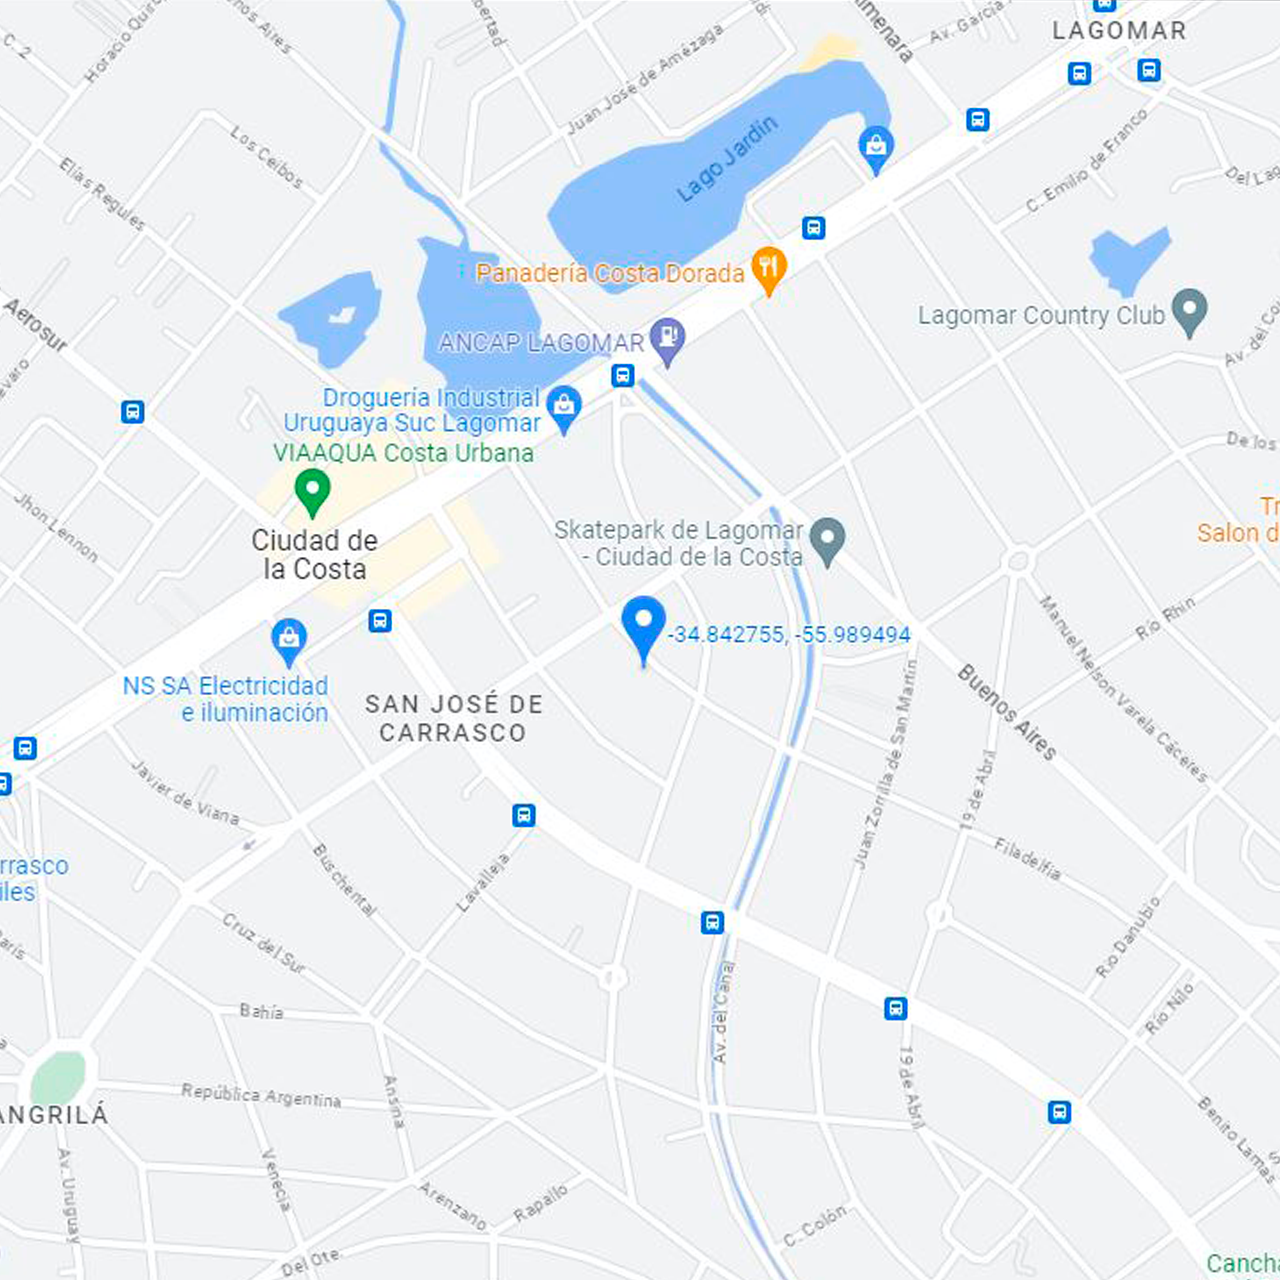 LAGOMAR
Av. García
Buenos Aires
Horacio Qui
C. 2
bertad
Juan José de Amézaga
Los Ceibos
Elías Regules
Lago Jardín
C. Emilio de Franco
Del Lag
Panadería Costa Dorada
Lagomar Country Club
Av. del Co
ANCAP LAGOMAR
Aerosur
evaro
Droguería Industrial
Uruguaya Suc Lagomar
VIAAQUA Costa Urbana
De los
Jhon Lennon
Ciudad de
la Costa
Skatepark de Lagomar
- Ciudad de la Costa
Tr
Salon d
-34.842755, -55.989494
Río Rhin
Manuel Nelson Varela Cáceres
NS SA Electricidad
e iluminación
SAN JOSÉ DE
CARRASCO
Buenos Aires
Juan Zorrilla de San Martín
19 de Abril
Javier de Viana
Filadelfia
rrasco
iles
Buschental
Lavalleja
Cruz del Sur
Río Danubio
arís
Bahía
Av. del Canal
Río Nilo
19 de Abril
República Argentina
Ansina
ANGRILÁ
Benito Lamas
Av. Uruguay
Venecia
Arenzano
Rapallo
C. Colón
Del Ote.
Cancha